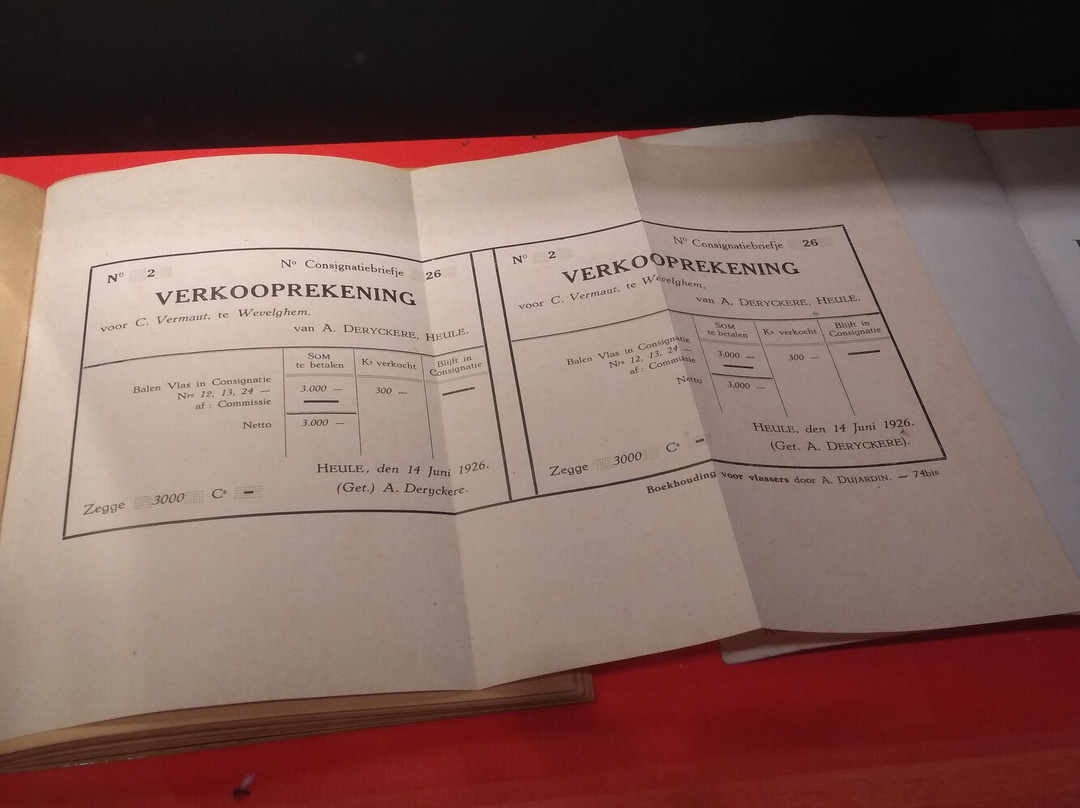 Nº 2 Nº Consignatiebriefje 26
VERKOOPREKENING
voor C. Vermaut, te Wevelghem,
van A. DERYCKERE, HEULE.
SOM te betalen Ks verkocht Blijft in Consignatie
Balen Vlas in Consignatie 3.000 — 300 — —
Nrs 12, 13, 24 —
af : Commissie —
Netto 3.000 —
HEULE, den 14 Juni 1926.
Zegge 3000 Cs — (Get.) A. Deryckere.
Nº 2 Nº Consignatiebriefje 26
VERKOOPREKENING
voor C. Vermaut, te Wevelghem,
van A. DERYCKERE, HEULE.
SOM te betalen Ks verkocht Blijft in Consignatie
Balen Vlas in Consignatie 3,000 — 300 — —
Nrs 12, 13, 24 —
af : Commissie —
Netto 3,000 —
HEULE, den 14 Juni 1926.
Zegge 3000 Cs — (Get. A. DERYCKERE).
Boekhouding voor vlassers door A. DUJARDIN. — 74bis